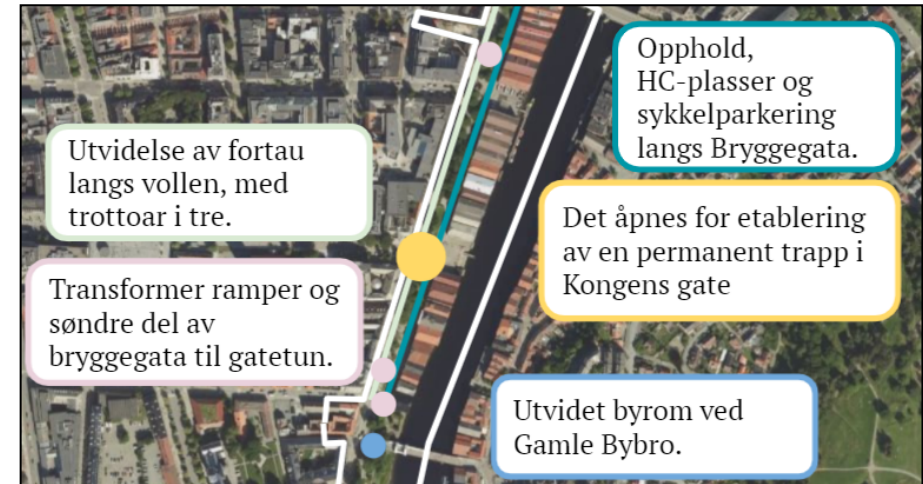 Opphold,
HC-plasser og
sykkelparkering
langs Bryggegata.
Utvidelse av fortau
langs vollen, med
trottoar i tre.
Det åpnes for etablering
av en permanent trapp i
Kongens gate
Transformer ramper og
søndre del av
bryggegata til gatetun.
Utvidet byrom ved
Gamle Bybro.